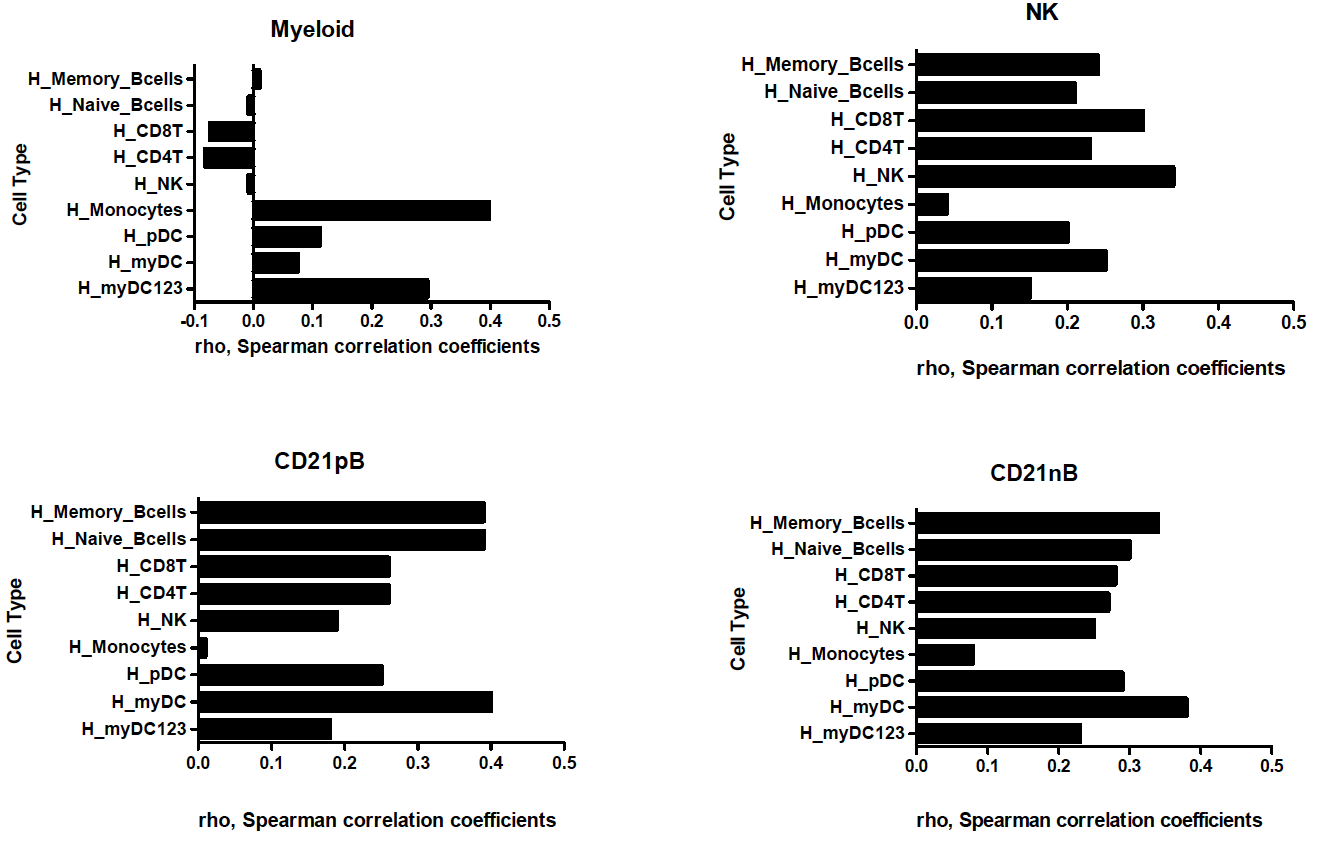 Myeloid
Cell Type
H_Memory_Bcells
H_Naive_Bcells
H_CD8T
H_CD4T
H_NK
H_Monocytes
H_pDC
H_myDC
H_myDC123
-0.1 0.0 0.1 0.2 0.3 0.4 0.5
rho, Spearman correlation coefficients
NK
Cell Type
H_Memory_Bcells
H_Naive_Bcells
H_CD8T
H_CD4T
H_NK
H_Monocytes
H_pDC
H_myDC
H_myDC123
0.0 0.1 0.2 0.3 0.4 0.5
rho, Spearman correlation coefficients
CD21pB
Cell Type
H_Memory_Bcells
H_Naive_Bcells
H_CD8T
H_CD4T
H_NK
H_Monocytes
H_pDC
H_myDC
H_myDC123
0.0 0.1 0.2 0.3 0.4 0.5
rho, Spearman correlation coefficients
CD21nB
Cell Type
H_Memory_Bcells
H_Naive_Bcells
H_CD8T
H_CD4T
H_NK
H_Monocytes
H_pDC
H_myDC
H_myDC123
0.0 0.1 0.2 0.3 0.4 0.5
rho, Spearman correlation coefficients